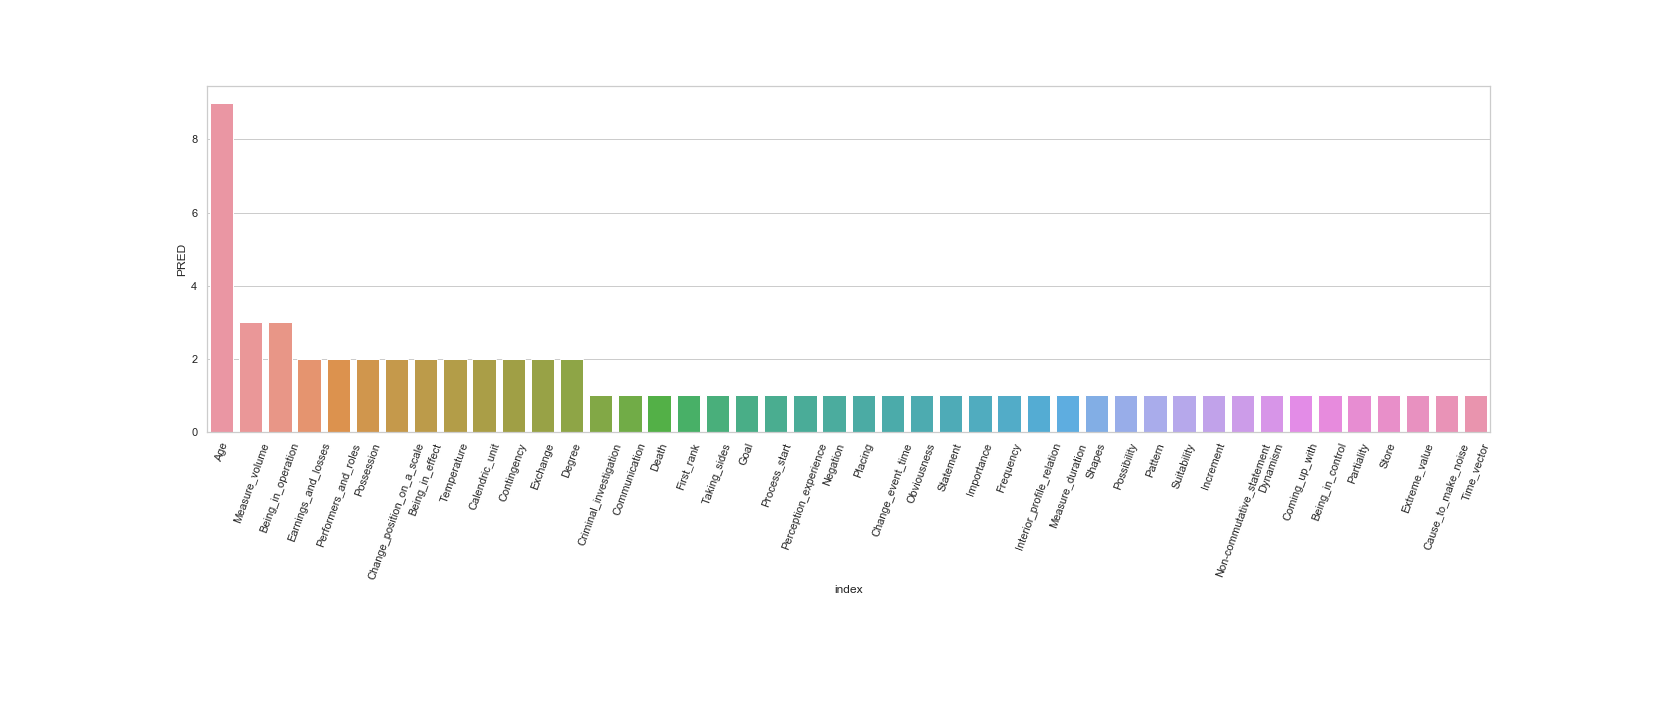 8
6
4
2
0
PRED
Age
Measure_volume
Being_in_operation
Earnings_and_losses
Performers_and_roles
Possession
Change_position_on_a_scale
Being_in_effect
Temperature
Calendric_unit
Contingency
Exchange
Degree
Criminal_investigation
Communication
Death
First_rank
Taking_sides
Goal
Process_start
Perception_experience
Negation
Placing
Change_event_time
Obviousness
Statement
Importance
Frequency
Interior_profile_relation
Measure_duration
Shapes
Possibility
Pattern
Suitability
Increment
Non-commutative_statement
Dynamism
Coming_up_with
Being_in_control
Partiality
Store
Extreme_value
Cause_to_make_noise
Time_vector
index